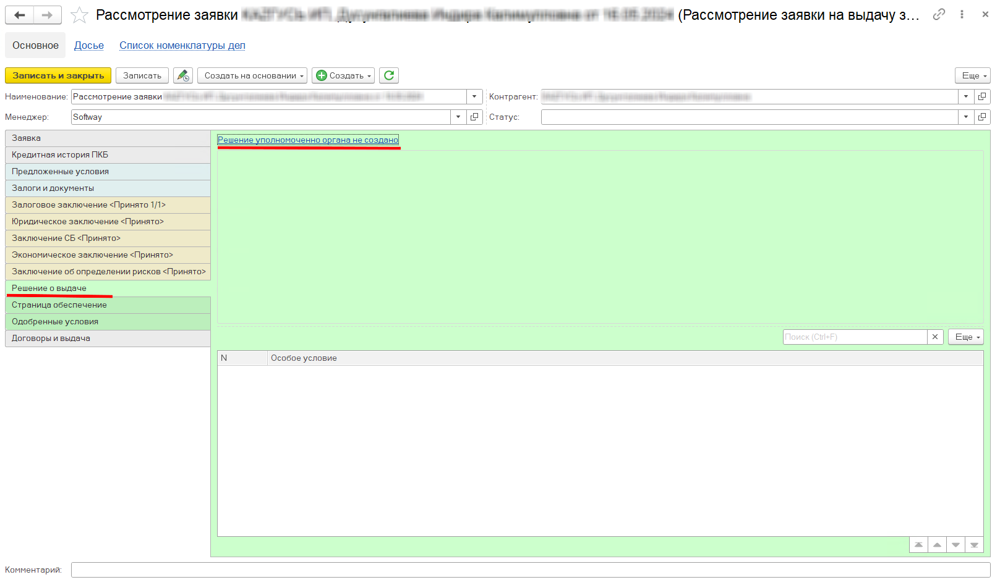 Рассмотрение заявки (Рассмотрение заявки на выдачу з...
Основное Досье Список номенклатуры дел
Записать и закрыть Записать Создать на основании Создать Еще
Наименование: Рассмотрение заявки Контрагент:
Менеджер: Softway Статус:
Заявка
Кредитная история ПКБ
Предложенные условия
Залоги и документы
Залоговое заключение <Принято 1/1>
Юридическое заключение <Принято>
Заключение СБ <Принято>
Экономическое заключение <Принято>
Заключение об определении рисков <Принято>
Решение о выдаче
Страница обеспечение
Одобренные условия
Договоры и выдача
Решение уполномоченно органа не создано
Поиск (Ctrl+F) Еще
N Особое условие
Комментарий: